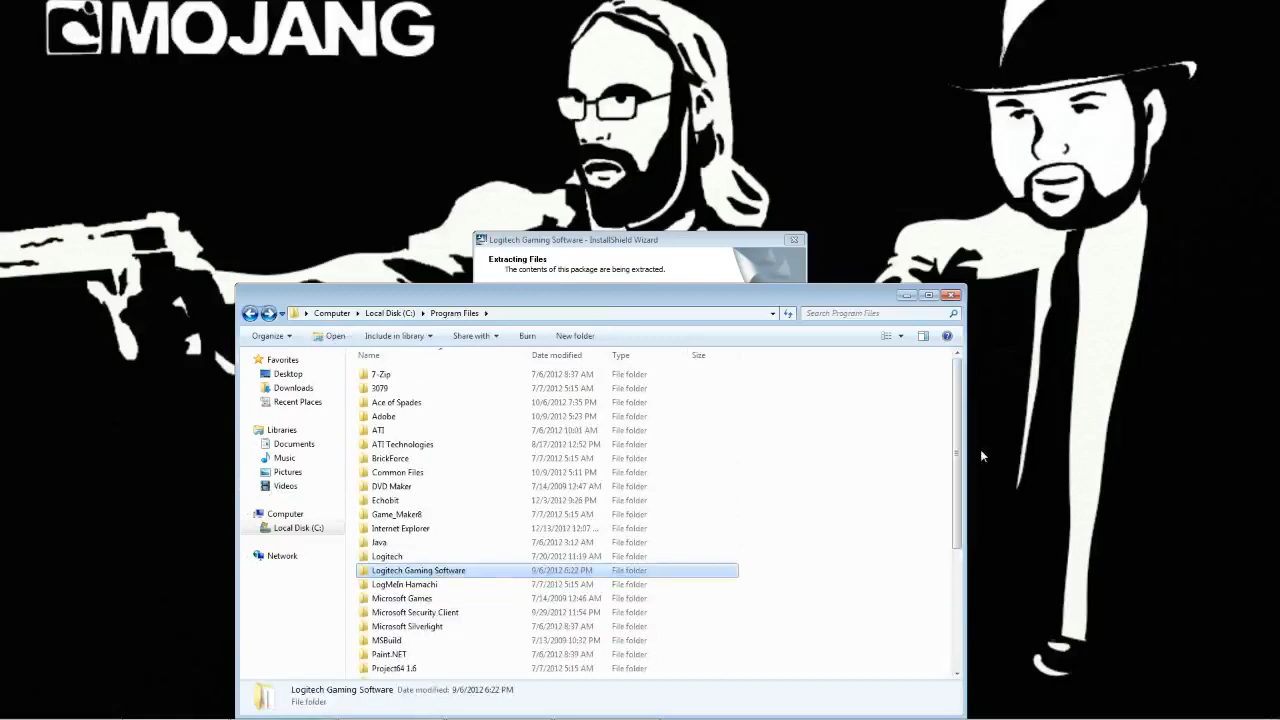 MOJANG
Logitech Gaming Software - InstallShield Wizard
Extracting Files
The contents of this package are being extracted.
Computer Local Disk (C:) Program Files Search Program Files
Organize Open Include in library Share with Burn New folder
Name Date modified Type Size
Favorites
Desktop
Downloads
Recent Places
Libraries
Documents
Music
Pictures
Videos
Computer
Local Disk (C:)
Network
7-Zip 7/6/2012 8:37 AM File folder
3079 7/7/2012 5:15 AM File folder
Ace of Spades 10/6/2012 7:35 PM File folder
Adobe 10/9/2012 5:23 PM File folder
ATI 7/6/2012 10:01 AM File folder
ATI Technologies 8/17/2012 12:52 PM File folder
BrickForce 7/7/2012 5:15 AM File folder
Common Files 10/9/2012 5:11 PM File folder
DVD Maker 7/14/2009 12:47 AM File folder
Echobit 12/3/2012 9:26 PM File folder
Game_Maker8 7/7/2012 5:15 AM File folder
Internet Explorer 12/13/2012 12:07 ... File folder
Java 7/6/2012 3:12 AM File folder
Logitech 7/20/2012 11:19 AM File folder
Logitech Gaming Software 9/6/2012 6:22 PM File folder
LogMeIn Hamachi 7/7/2012 5:15 AM File folder
Microsoft Games 7/14/2009 12:46 AM File folder
Microsoft Security Client 9/29/2012 11:54 PM File folder
Microsoft Silverlight 7/6/2012 8:37 AM File folder
MSBuild 7/13/2009 10:32 PM File folder
Paint.NET 7/6/2012 8:39 AM File folder
Project64 1.6 7/7/2012 5:15 AM File folder
Logitech Gaming Software Date modified: 9/6/2012 6:22 PM
File folder